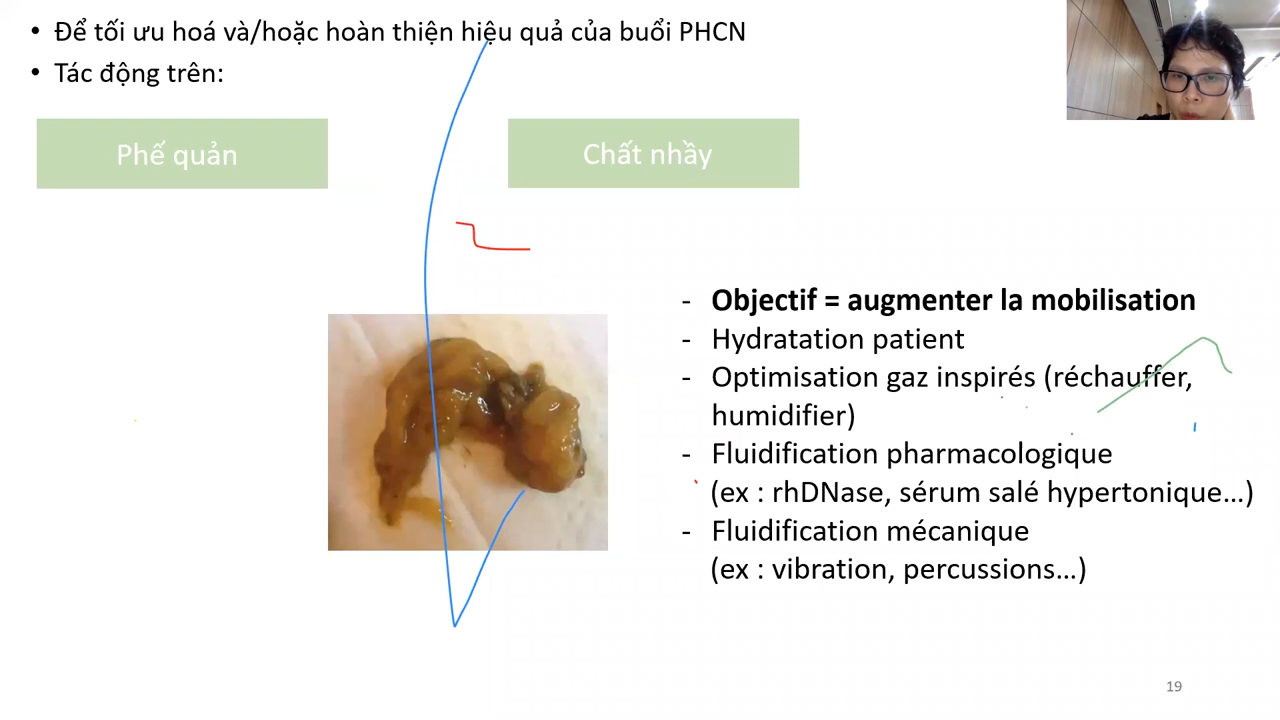 • Để tối ưu hoá và/hoặc hoàn thiện hiệu quả của buổi PHCN
• Tác động trên:
Phế quản
Chất nhầy
- Objectif = augmenter la mobilisation
- Hydratation patient
- Optimisation gaz inspirés (réchauffer,
humidifier)
- Fluidification pharmacologique
(ex : rhDNase, sérum salé hypertonique…)
- Fluidification mécanique
(ex : vibration, percussions…)
19